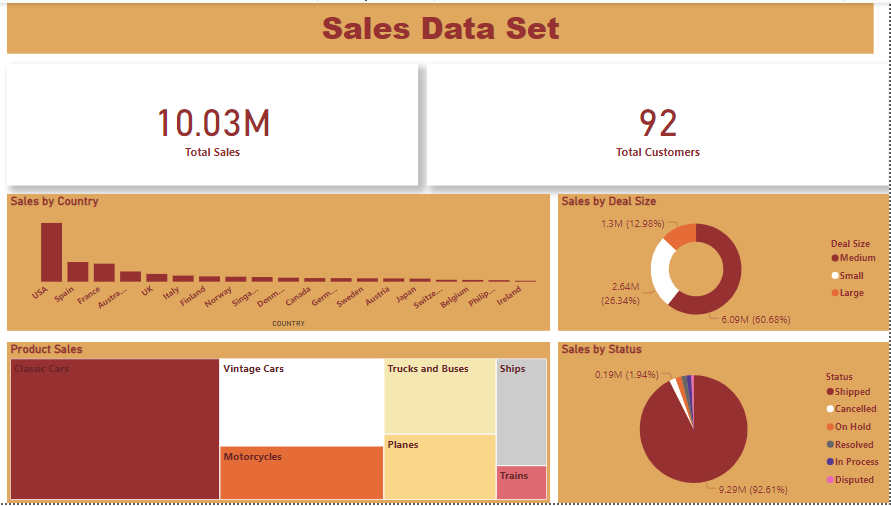 Sales Data Set
10.03M
Total Sales
92
Total Customers
Sales by Country
USA
Spain
France
Austra...
UK
Italy
Finland
Norway
Singa...
Denm...
Canada
Germ...
Sweden
Austria
Japan
Switze...
Belgium
Philip...
Ireland
COUNTRY
Sales by Deal Size
1.3M (12.98%)
2.64M
(26.34%)
6.09M (60.68%)
Deal Size
Medium
Small
Large
Product Sales
Classic Cars
Vintage Cars
Motorcycles
Trucks and Buses
Planes
Ships
Trains
Sales by Status
0.19M (1.94%)
9.29M (92.61%)
Status
Shipped
Cancelled
On Hold
Resolved
In Process
Disputed